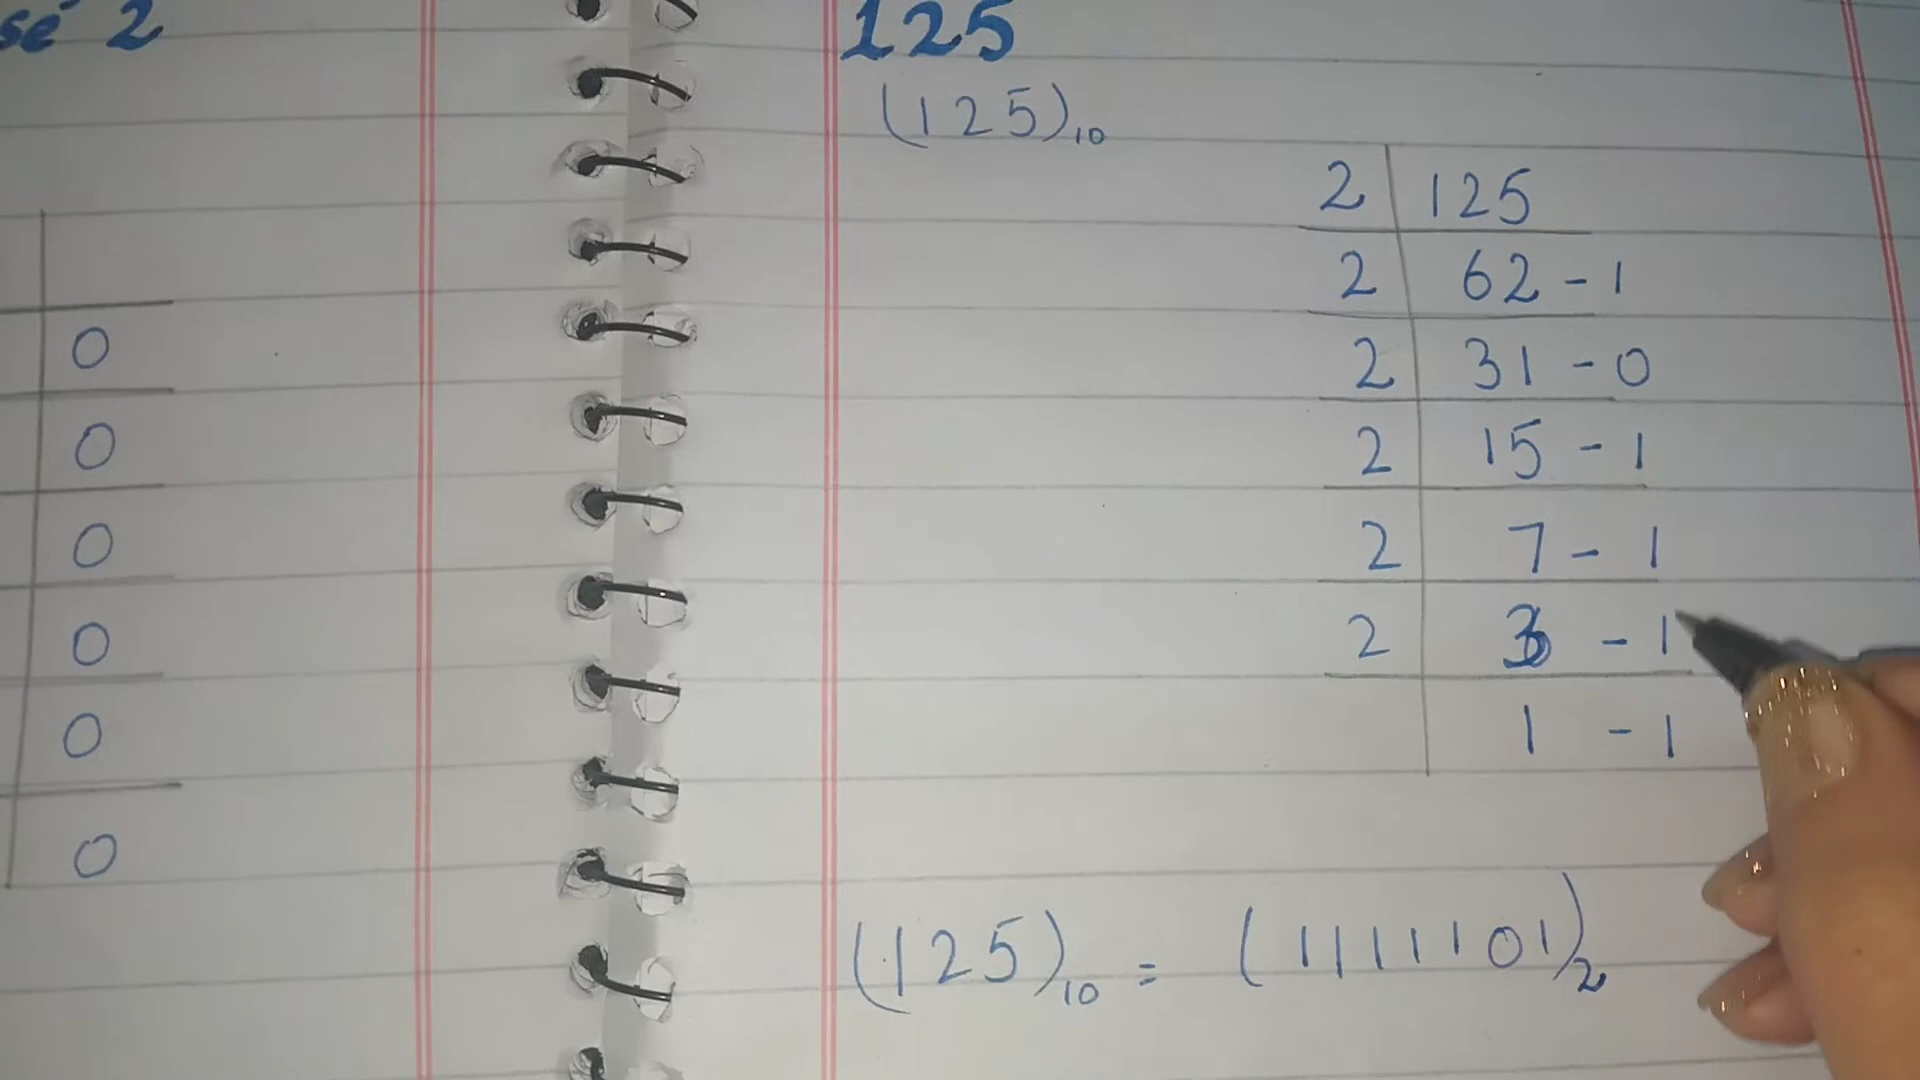 sé 2
0
0
0
0
0
0
125
(125)10
2 125
2 62 - 1
2 31 - 0
2 15 - 1
2 7 - 1
2 3 - 1
1 - 1
(125)10 = (1111101)2